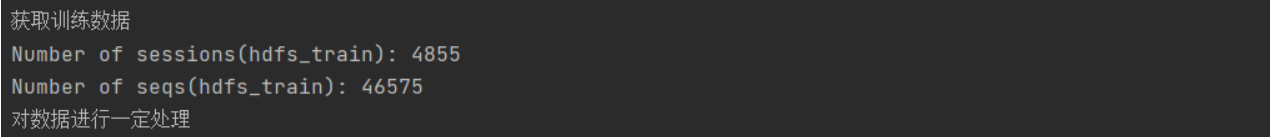 获取训练数据
Number of sessions(hdfs_train): 4855
Number of seqs(hdfs_train): 46575
对数据进行一定处理